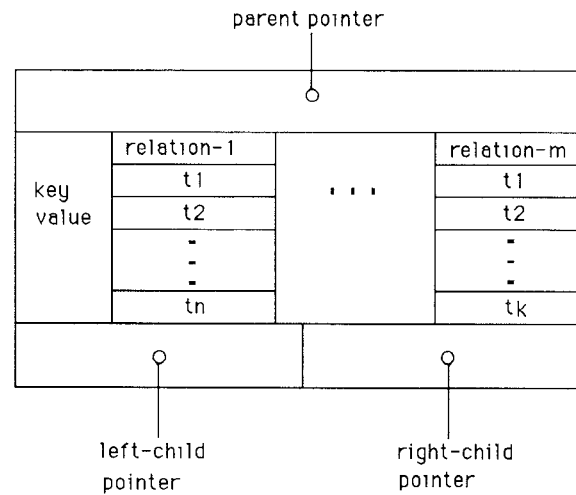 parent pointer
key
value
relation-1
t1
t2
tn
. . .
relation-m
t1
t2
tk
left-child
pointer
right-child
pointer